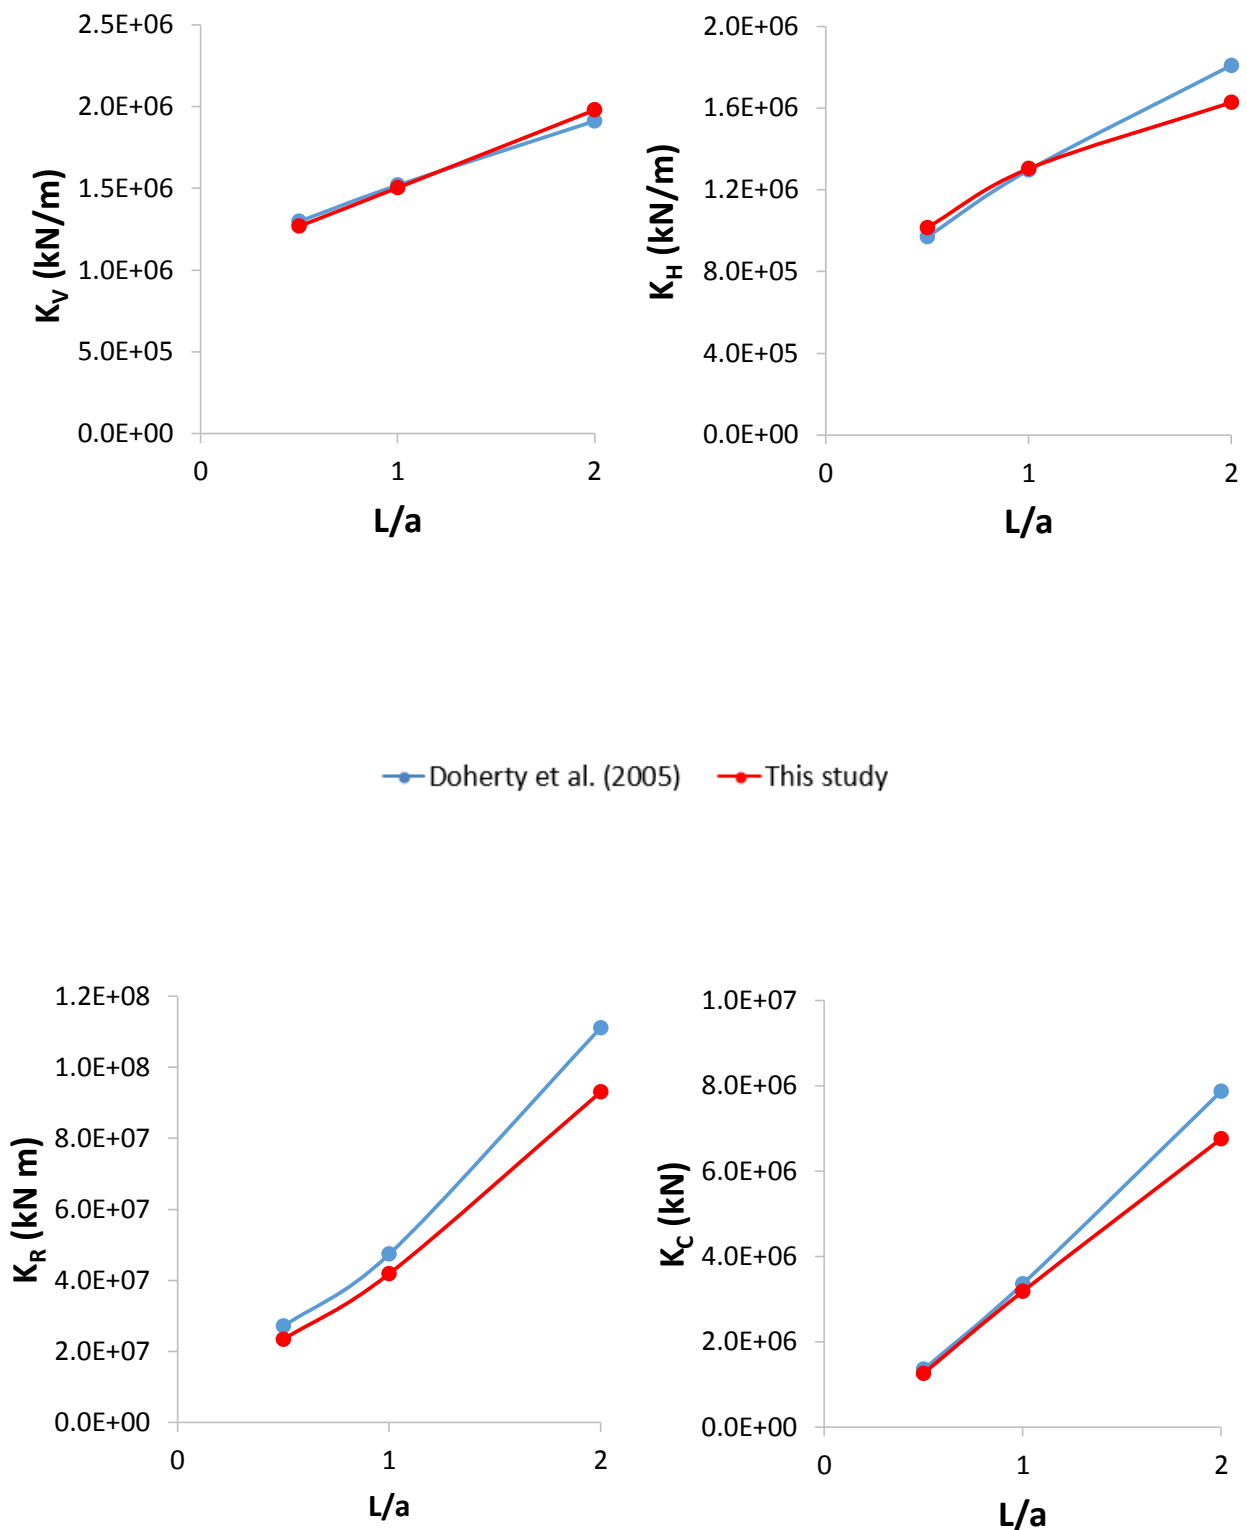 2.5E+06
2.0E+06
1.5E+06
1.0E+06
5.0E+05
0.0E+00
K_V (kN/m)
0 1 2
L/a
2.0E+06
1.6E+06
1.2E+06
8.0E+05
4.0E+05
0.0E+00
K_H (kN/m)
0 1 2
L/a
Doherty et al. (2005) This study
1.2E+08
1.0E+08
8.0E+07
6.0E+07
4.0E+07
2.0E+07
0.0E+00
K_R (kN m)
0 1 2
L/a
1.0E+07
8.0E+06
6.0E+06
4.0E+06
2.0E+06
0.0E+00
K_C (kN)
0 1 2
L/a